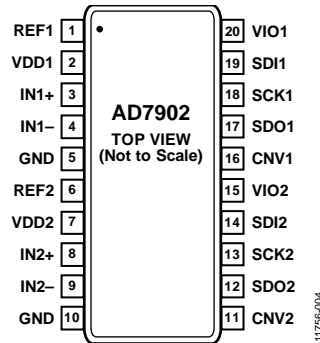 REF1 1
VDD1 2
IN1+ 3
IN1– 4
GND 5
REF2 6
VDD2 7
IN2+ 8
IN2– 9
GND 10
AD7902
TOP VIEW
(Not to Scale)
20 VIO1
19 SDI1
18 SCK1
17 SDO1
16 CNV1
15 VIO2
14 SDI2
13 SCK2
12 SDO2
11 CNV2
11756-004